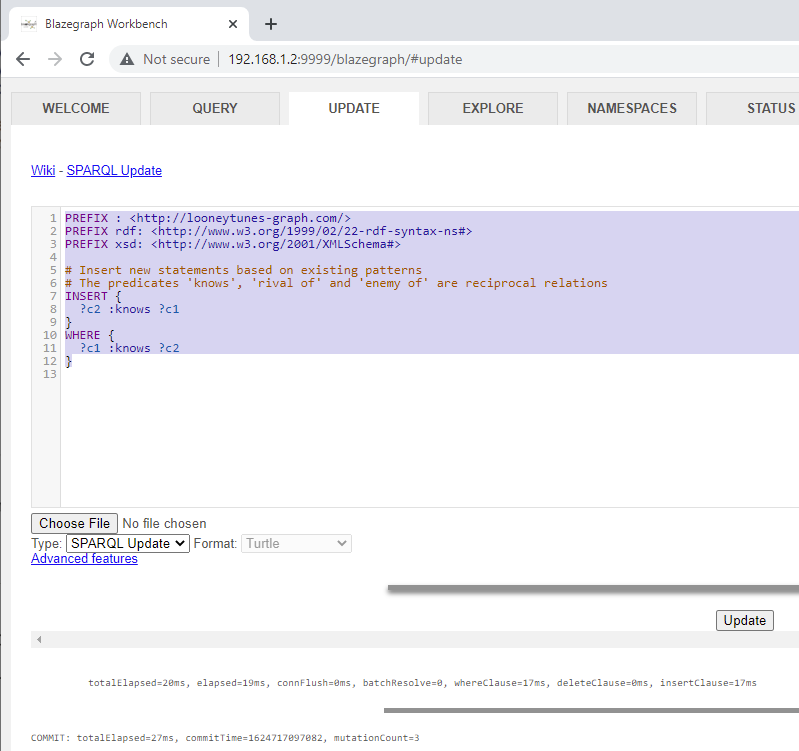 Blazegraph Workbench
Not secure 192.168.1.2:9999/blazegraph/#update
WELCOME QUERY UPDATE EXPLORE NAMESPACES STATUS
Wiki - SPARQL Update
1 PREFIX : <http://looneytunes-graph.com/>
2 PREFIX rdf: <http://www.w3.org/1999/02/22-rdf-syntax-ns#>
3 PREFIX xsd: <http://www.w3.org/2001/XMLSchema#>
4
5 # Insert new statements based on existing patterns
6 # The predicates 'knows', 'rival of' and 'enemy of' are reciprocal relations
7 INSERT {
8 ?c2 :knows ?c1
9 }
10 WHERE {
11 ?c1 :knows ?c2
12 }
13
Choose File No file chosen
Type: SPARQL Update Format: Turtle
Advanced features
Update
totalElapsed=20ms, elapsed=19ms, connFlush=0ms, batchResolve=0, whereClause=17ms, deleteClause=0ms, insertClause=17ms
COMMIT: totalElapsed=27ms, commitTime=1624717097082, mutationCount=3